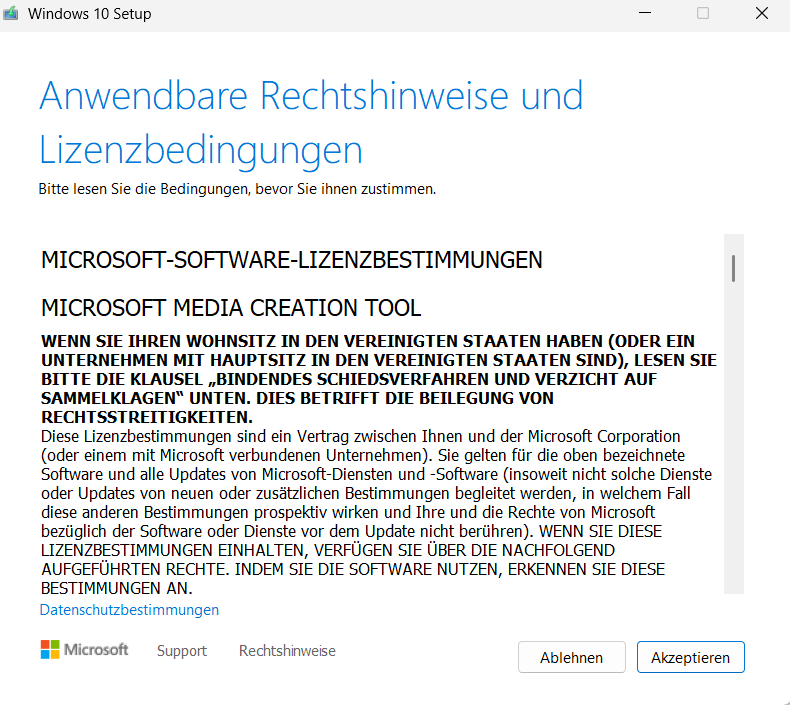 Windows 10 Setup
Anwendbare Rechtshinweise und
Lizenzbedingungen
Bitte lesen Sie die Bedingungen, bevor Sie ihnen zustimmen.
MICROSOFT-SOFTWARE-LIZENZBESTIMMUNGEN
MICROSOFT MEDIA CREATION TOOL
WENN SIE IHREN WOHNSITZ IN DEN VEREINIGTEN STAATEN HABEN (ODER EIN
UNTERNEHMEN MIT HAUPTSITZ IN DEN VEREINIGTEN STAATEN SIND), LESEN SIE
BITTE DIE KLAUSEL „BINDENDES SCHIEDSVERFAHREN UND VERZICHT AUF
SAMMELKLAGEN“ UNTEN. DIES BETRIFFT DIE BEILEGUNG VON
RECHTSSTREITIGKEITEN.
Diese Lizenzbestimmungen sind ein Vertrag zwischen Ihnen und der Microsoft Corporation
(oder einem mit Microsoft verbundenen Unternehmen). Sie gelten für die oben bezeichnete
Software und alle Updates von Microsoft-Diensten und -Software (insoweit nicht solche Dienste
oder Updates von neuen oder zusätzlichen Bestimmungen begleitet werden, in welchem Fall
diese anderen Bestimmungen prospektiv wirken und Ihre und die Rechte von Microsoft
bezüglich der Software oder Dienste vor dem Update nicht berühren). WENN SIE DIESE
LIZENZBESTIMMUNGEN EINHALTEN, VERFÜGEN SIE ÜBER DIE NACHFOLGEND
AUFGEFÜHRTEN RECHTE. INDEM SIE DIE SOFTWARE NUTZEN, ERKENNEN SIE DIESE
BESTIMMUNGEN AN.
Datenschutzbestimmungen
Microsoft Support Rechtshinweise
Ablehnen Akzeptieren